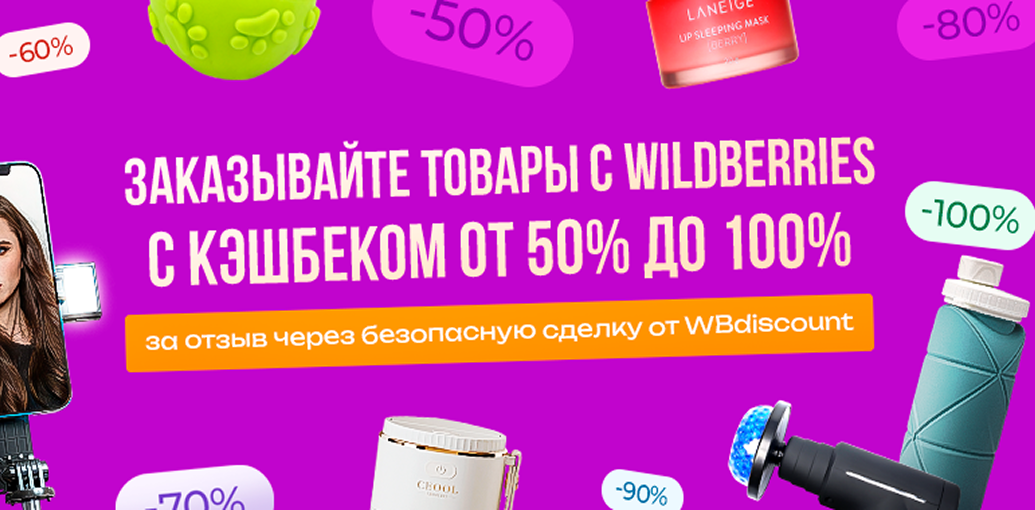 -60%
-50%
LANEIGE
LIP SLEEPING MASK
[BERRY]
-80%
ЗАКАЗЫВАЙТЕ ТОВАРЫ С WILDBERRIES
С КЭШБЕКОМ ОТ 50% ДО 100%
-100%
за отзыв через безопасную сделку от WBdiscount
CEOOL
-70%
-90%